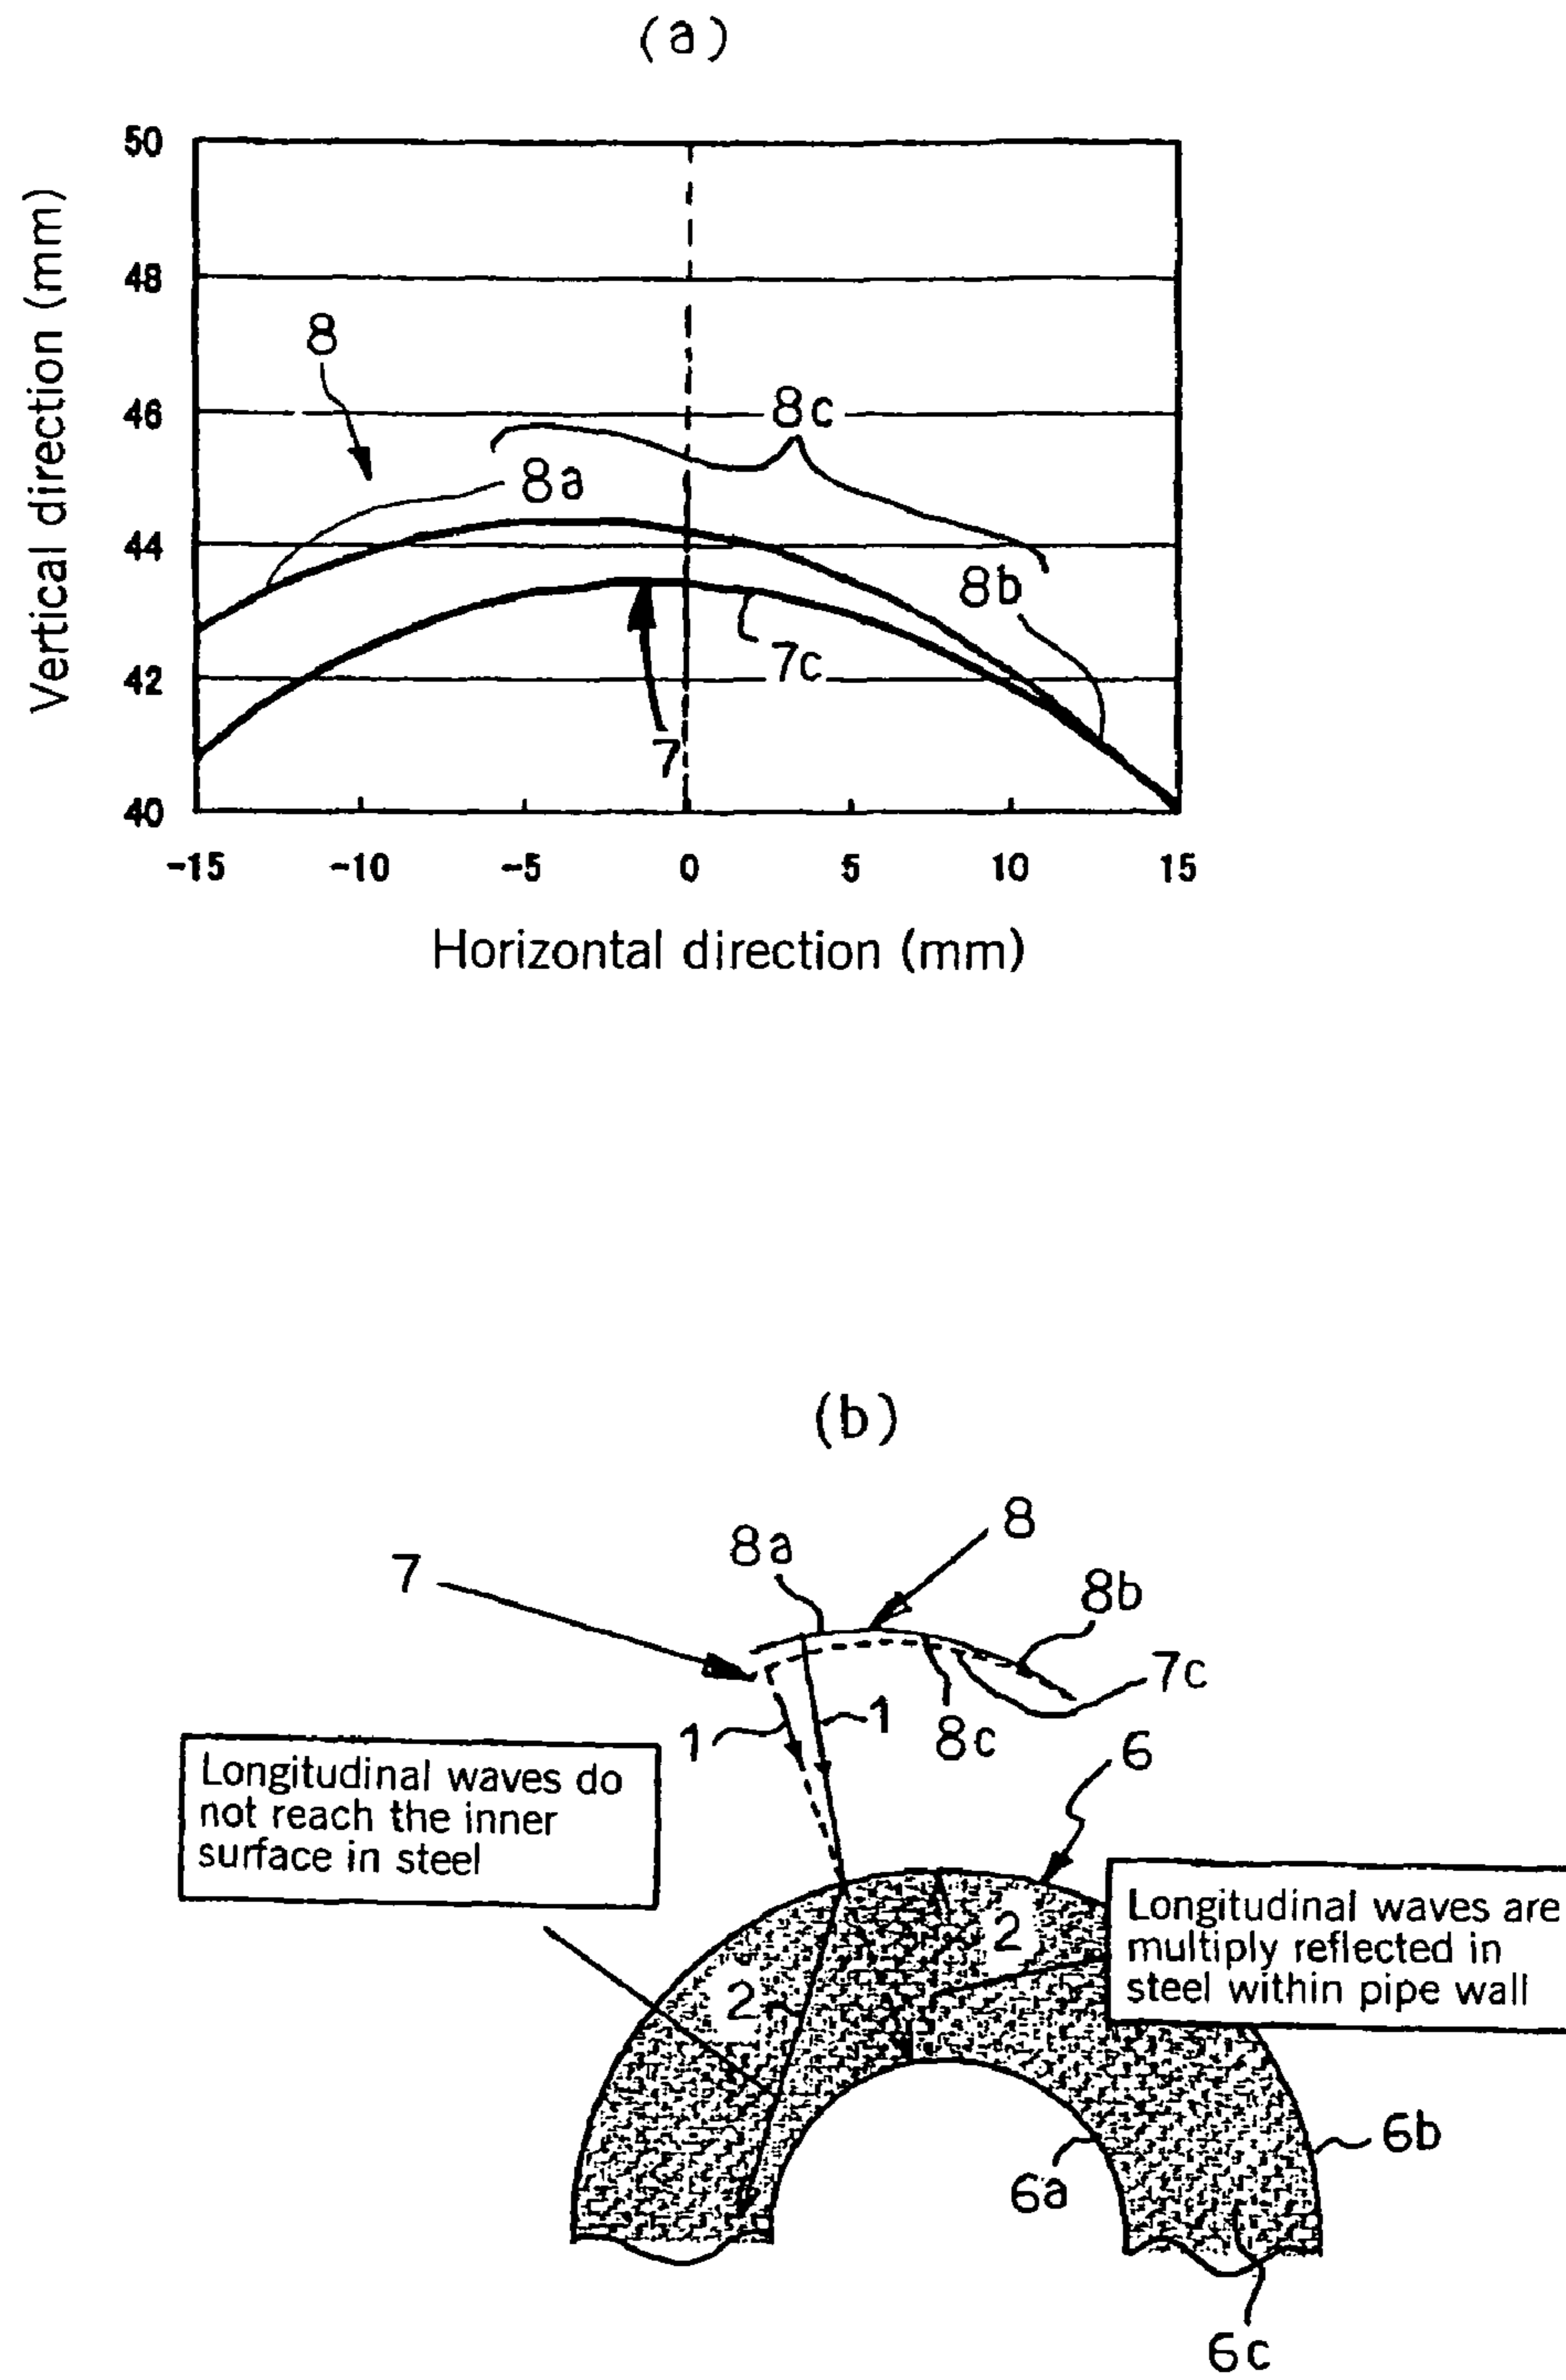 (a)
50
48
46
44
42
40
Vertical direction (mm)
8
8c
8a
8b
7c
7
-15 -10 -5 0 5 10 15
Horizontal direction (mm)
(b)
8
8a
7
8b
7c
1
1
8c
6
Longitudinal waves do
not reach the inner
surface in steel
Longitudinal waves are
multiply reflected in
steel within pipe wall
2
2
6b
6a
6c